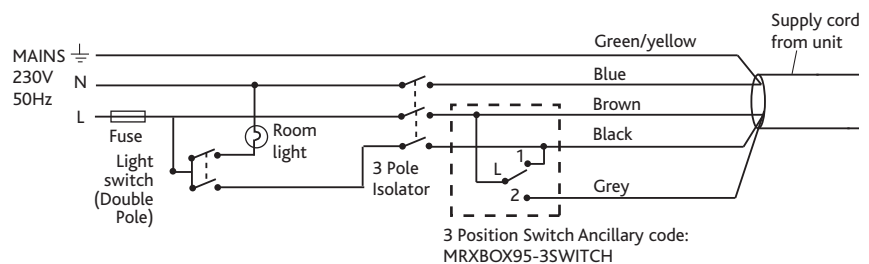 Supply cord
from unit
Green/yellow
MAINS
230V
50Hz
N
L
Blue
Brown
Black
Grey
Fuse
Room
light
Light
switch
(Double
Pole)
3 Pole
Isolator
L
1
2
3 Position Switch Ancillary code:
MRXBOX95-3SWITCH